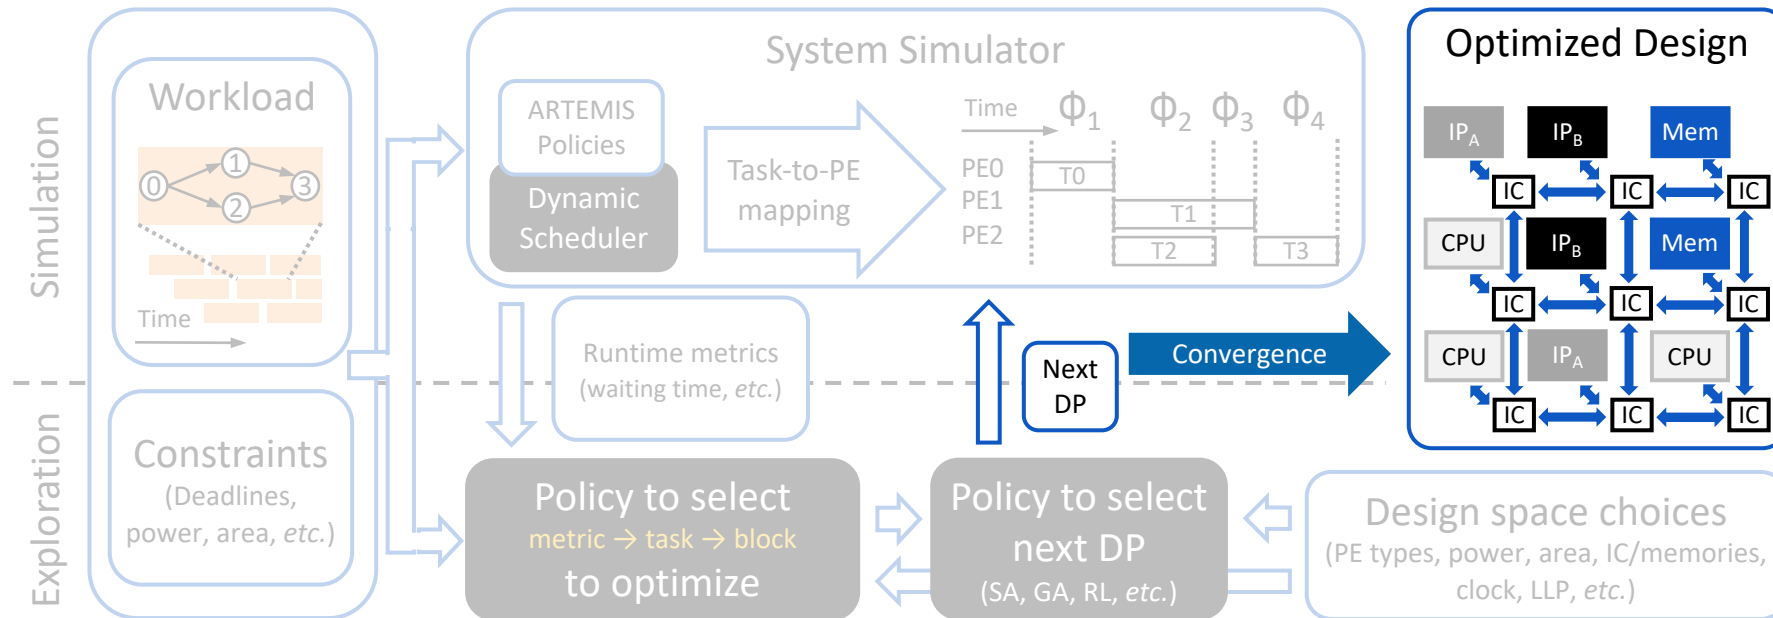 Simulation
Exploration
Workload
0
1
2
3
Time
Constraints
(Deadlines,
power, area, etc.)
System Simulator
ARTEMIS
Policies
Dynamic
Scheduler
Task-to-PE
mapping
Time
Φ1 Φ2 Φ3 Φ4
PE0
T0
PE1
T1
PE2
T2
T3
Runtime metrics
(waiting time, etc.)
Next
DP
Convergence
Policy to select
metric → task → block
to optimize
Policy to select
next DP
(SA, GA, RL, etc.)
Design space choices
(PE types, power, area, IC/memories,
clock, LLP, etc.)
Optimized Design
IPA IPB Mem
IC IC IC
CPU IPB Mem
IC IC IC
CPU IPA CPU
IC IC IC